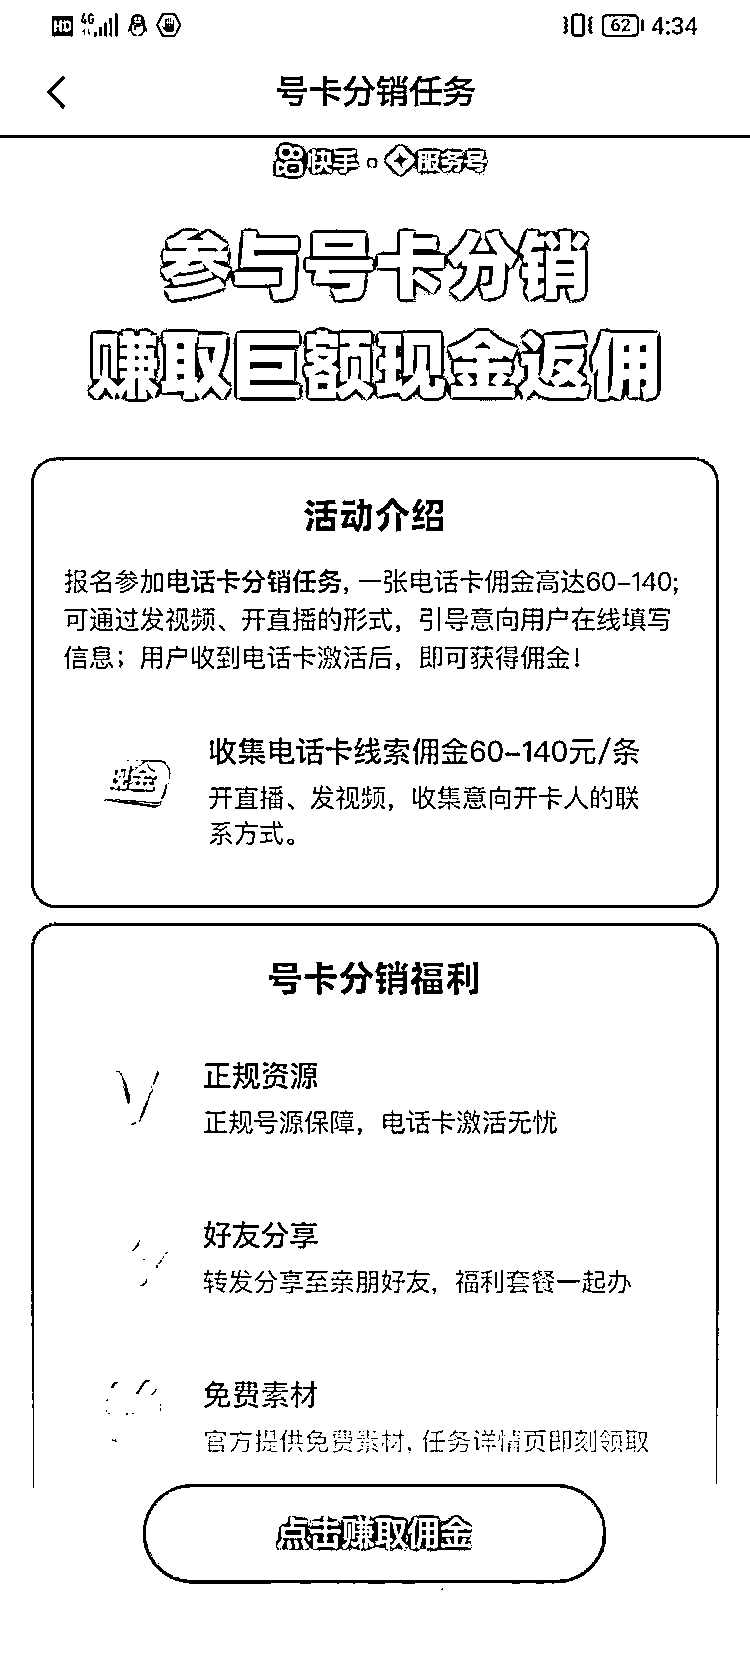 HD 4G 62 4:34
号卡分销任务
快手 服务号
参与号卡分销
赚取巨额现金返佣
活动介绍
报名参加电话卡分销任务, 一张电话卡佣金高达60-140;
可通过发视频、开直播的形式，引导意向用户在线填写
信息；用户收到电话卡激活后，即可获得佣金！
现金
收集电话卡线索佣金60-140元/条
开直播、发视频，收集意向开卡人的联
系方式。
号卡分销福利
正规资源
正规号源保障，电话卡激活无忧
好友分享
转发分享至亲朋好友，福利套餐一起办
免费素材
官方提供免费素材, 任务详情页即刻领取
点击赚取佣金